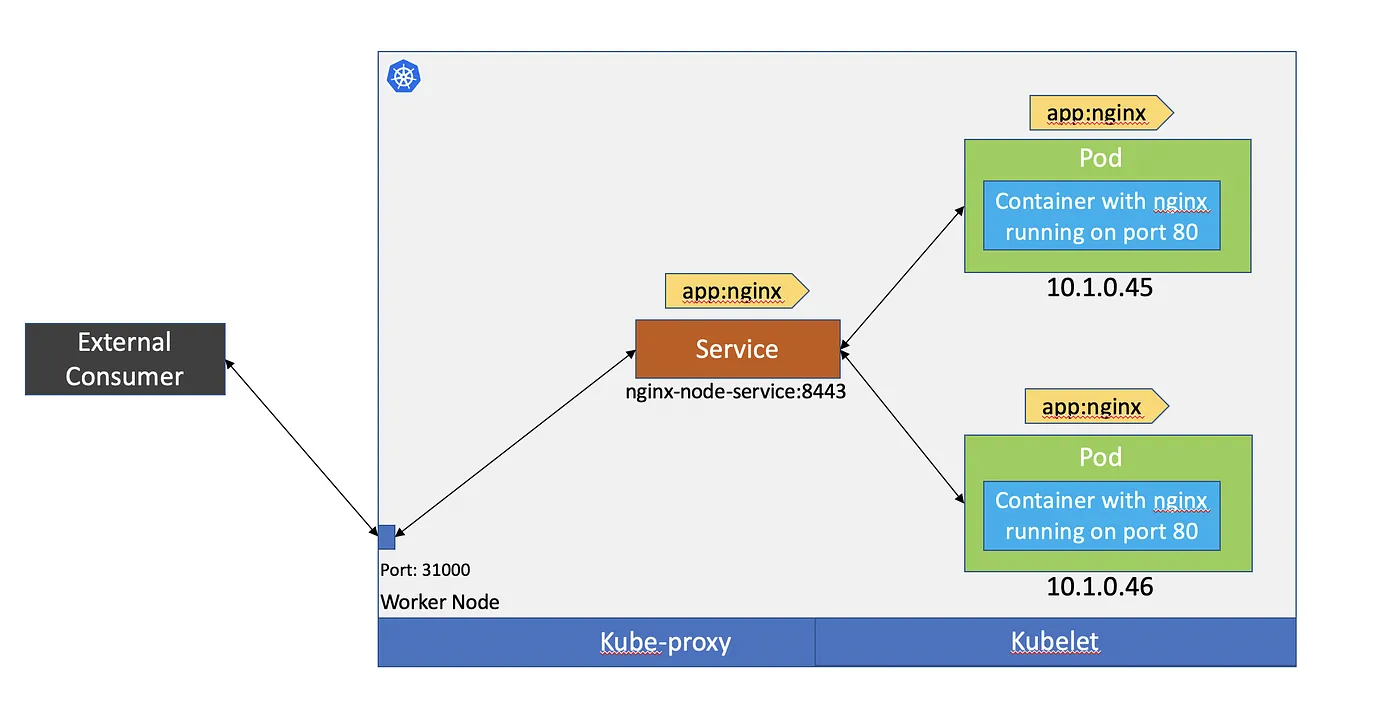 app:nginx
Pod
Container with nginx
running on port 80
10.1.0.45
app:nginx
Service
nginx-node-service:8443
External
Consumer
app:nginx
Pod
Container with nginx
running on port 80
10.1.0.46
Port: 31000
Worker Node
Kube-proxy
Kubelet